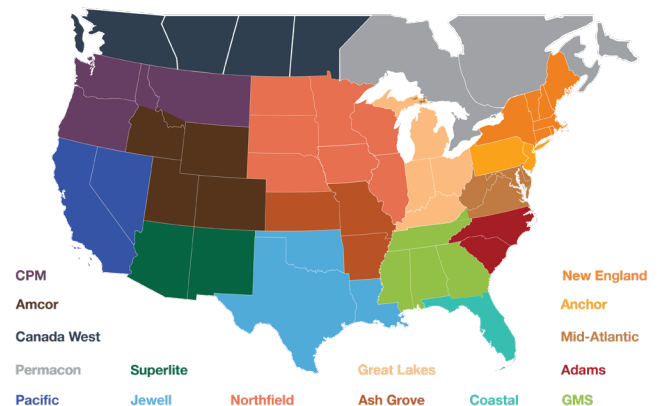 CPM
New England
Amcor
Anchor
Canada West
Mid-Atlantic
Permacon
Superlite
Great Lakes
Adams
Pacific
Jewell
Northfield
Ash Grove
Coastal
GMS